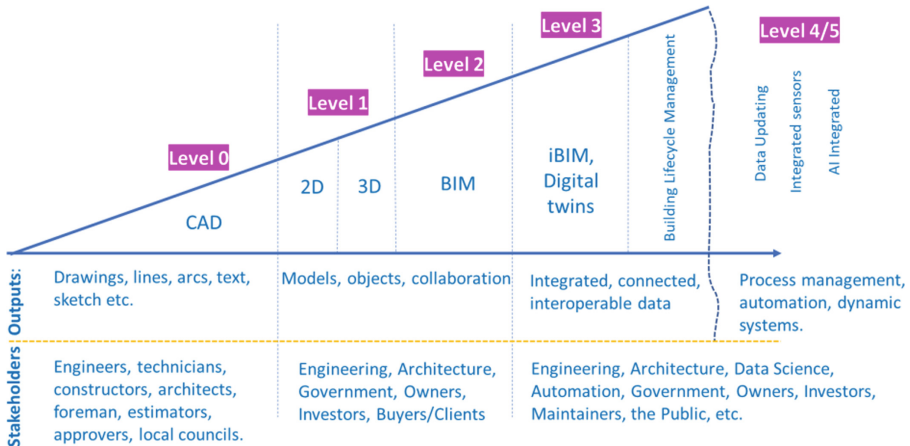 Level 0
Level 1
Level 2
Level 3
Level 4/5
CAD
2D
3D
BIM
iBIM,
Digital
twins
Building Lifecycle Management
Data Updating
Integrated sensors
AI Integrated
Outputs:
Drawings, lines, arcs, text,
sketch etc.
Models, objects, collaboration
Integrated, connected,
interoperable data
Process management,
automation, dynamic
systems.
Stakeholders
Engineers, technicians,
constructors, architects,
foreman, estimators,
approvers, local councils.
Engineering, Architecture,
Government, Owners,
Investors, Buyers/Clients
Engineering, Architecture, Data Science,
Automation, Government, Owners, Investors,
Maintainers, the Public, etc.